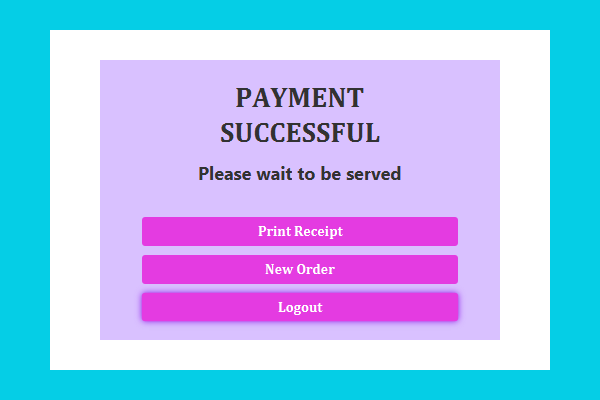 PAYMENT
SUCCESSFUL
Please wait to be served
Print Receipt
New Order
Logout